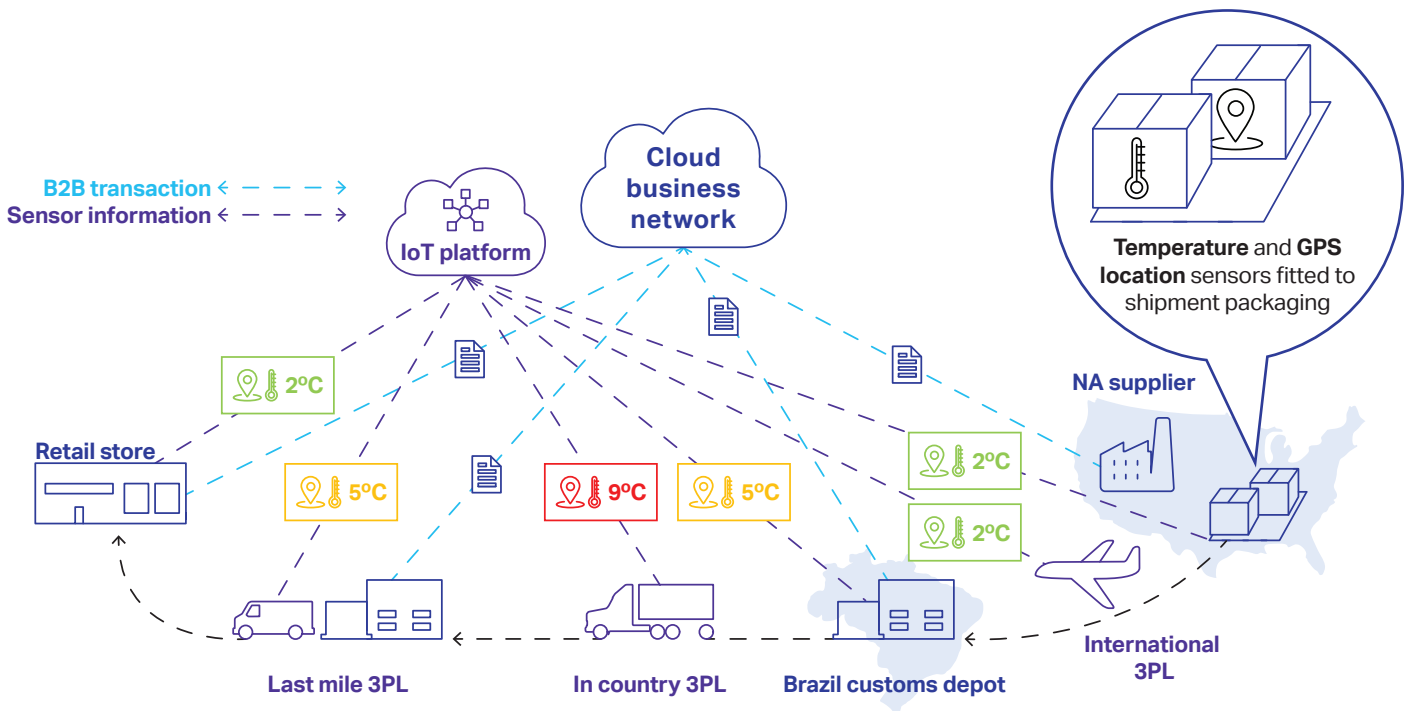 Cloud
business
network
B2B transaction
Sensor information
IoT platform
Temperature and GPS
location sensors fitted to
shipment packaging
2ºC
NA supplier
Retail store
5ºC
9ºC
5ºC
2ºC
2ºC
Last mile 3PL
In country 3PL
Brazil customs depot
International
3PL